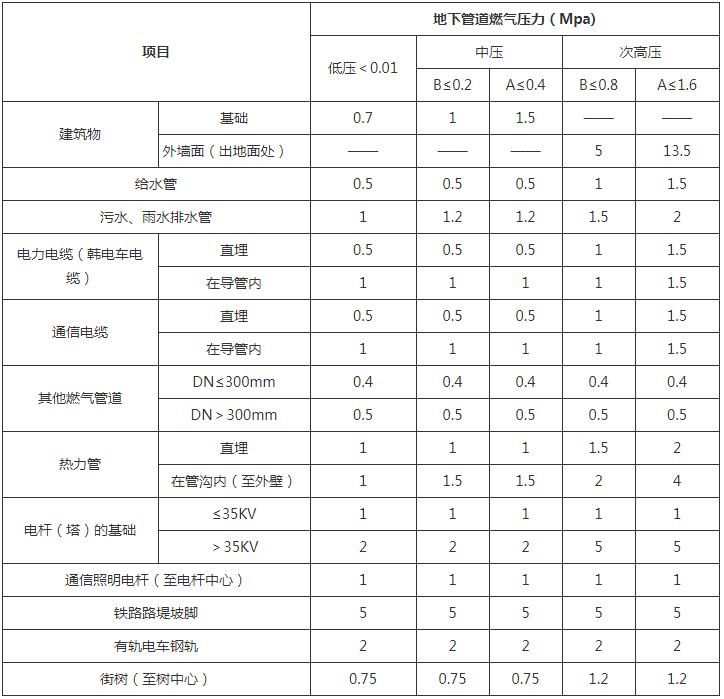 项目
地下管道燃气压力（Mpa)
低压＜0.01
中压
次高压
B≤0.2
A≤0.4
B≤0.8
A≤1.6
建筑物
基础
0.7
1
1.5
——
——
外墙面（出地面处）
——
——
——
5
13.5
给水管
0.5
0.5
0.5
1
1.5
污水、雨水排水管
1
1.2
1.2
1.5
2
电力电缆（韩电车电
缆）
直埋
0.5
0.5
0.5
1
1.5
在导管内
1
1
1
1
1.5
通信电缆
直埋
0.5
0.5
0.5
1
1.5
在导管内
1
1
1
1
1.5
其他燃气管道
DN≤300mm
0.4
0.4
0.4
0.4
0.4
DN＞300mm
0.5
0.5
0.5
0.5
0.5
热力管
直埋
1
1
1
1.5
2
在管沟内（至外壁）
1
1.5
1.5
2
4
电杆（塔）的基础
≤35KV
1
1
1
1
1
＞35KV
2
2
2
5
5
通信照明电杆（至电杆中心）
1
1
1
1
1
铁路路堤坡脚
5
5
5
5
5
有轨电车钢轨
2
2
2
2
2
街树（至树中心）
0.75
0.75
0.75
1.2
1.2